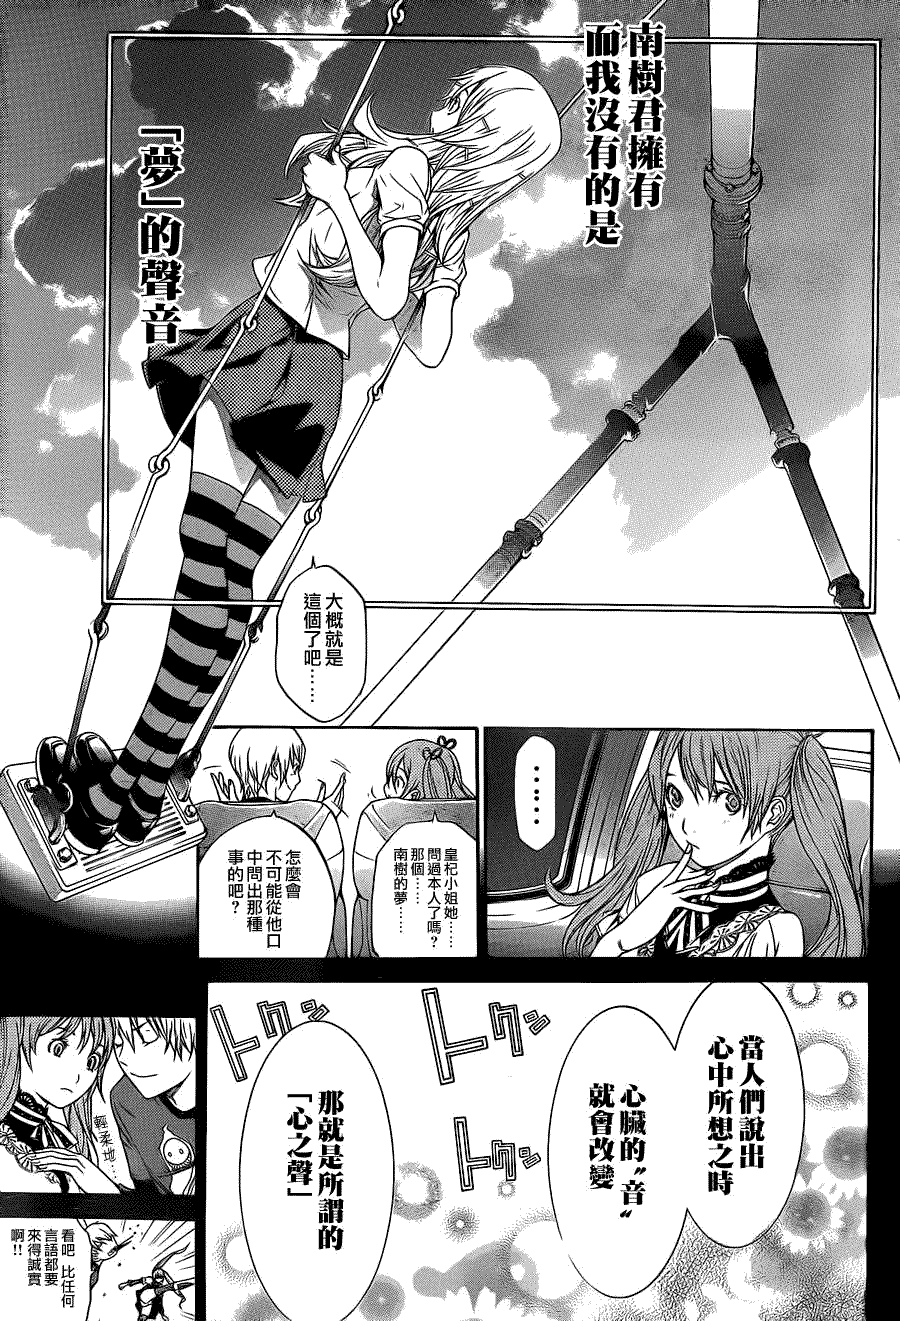 南樹君擁有
而我沒有的是
「夢」的聲音
大概就是
這個了吧……
……
皇杞小姐她……
問過本人了嗎?
那個……
南樹的夢……
怎麼會
不可能從他口
中問出那種
事的吧?
當人們說出
心中所想之時
心臟的〝音〞
就會改變
那就是所謂的
「心之聲」
トクン
トクン
トクン
輕柔地…
看吧 比任何
言語都要
來得誠實
啊!!